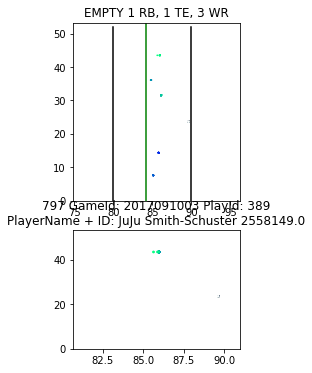 EMPTY 1 RB, 1 TE, 3 WR
50
40
30
20
10
0
75 80 85 90 95
797 GameId: 2017091003 PlayId: 389
PlayerName + ID: JuJu Smith-Schuster 2558149.0
40
20
0
82.5 85.0 87.5 90.0